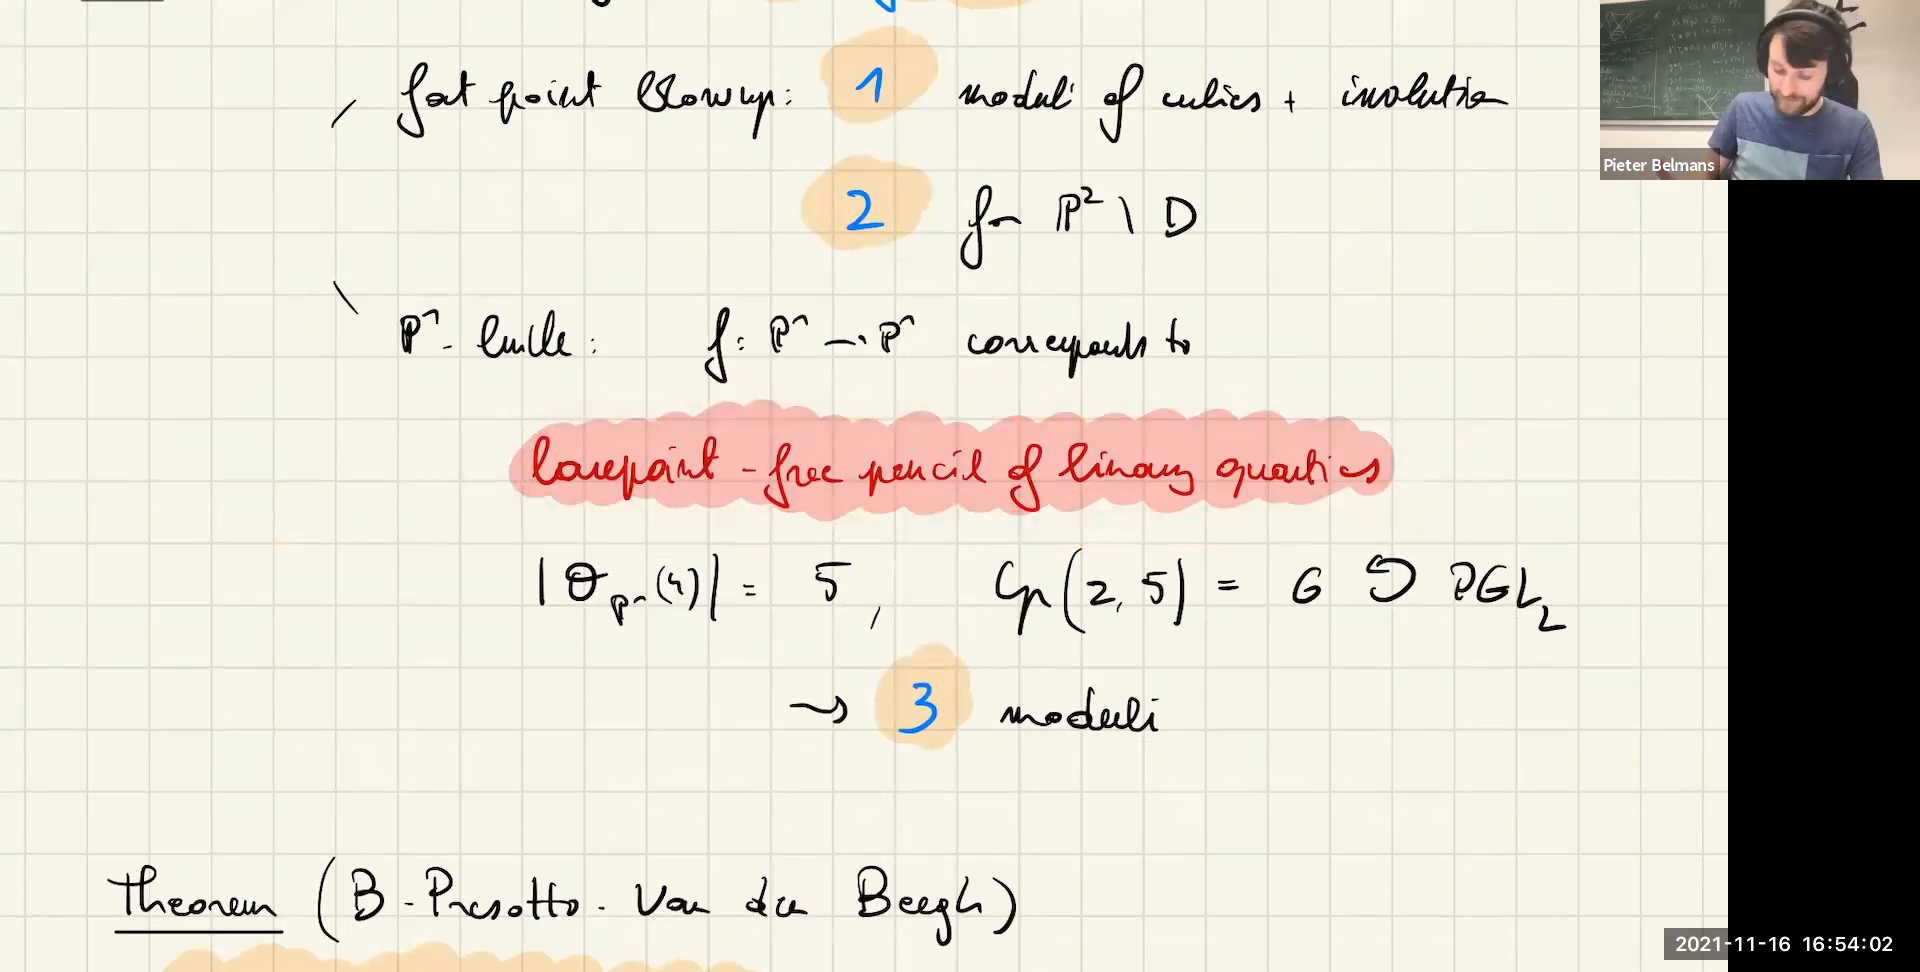 fat point blowup: 1 moduli of cubics + involution
Pieter Belmans
2 for ℙ² \ D
ℙ¹-bundle: f: ℙ¹ → ℙ¹ corresponds to
basepoint-free pencil of binary quartics
|𝒪_ℙ¹(4)| = 5, Gr(2,5) = 6 ↺ PGL₂
⇝ 3 moduli
Theorem (B-Presotto-Van den Bergh)
2021-11-16 16:54:02